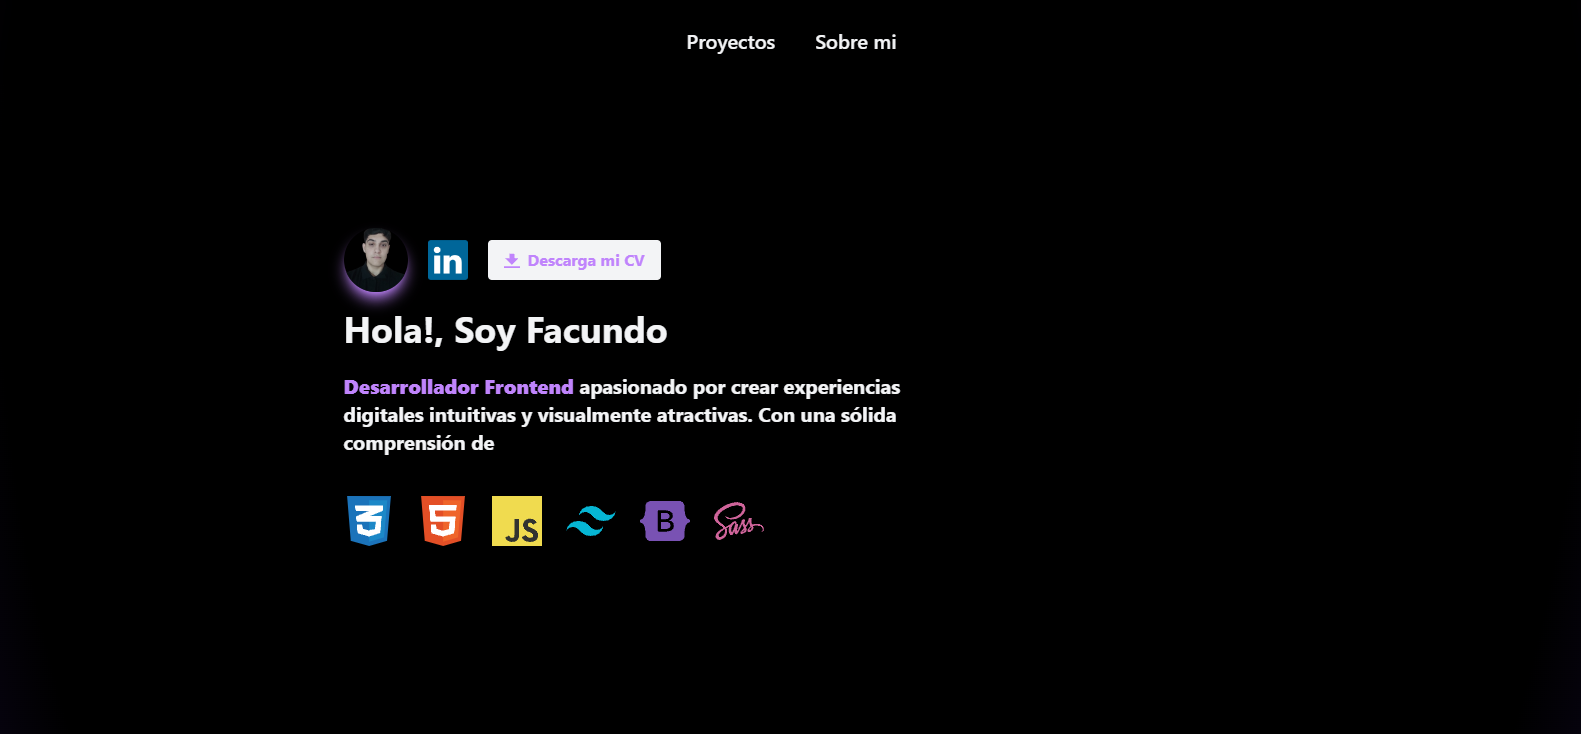 Proyectos Sobre mi
in Descarga mi CV
Hola!, Soy Facundo
Desarrollador Frontend apasionado por crear experiencias
digitales intuitivas y visualmente atractivas. Con una sólida
comprensión de
3 5 JS B Sass